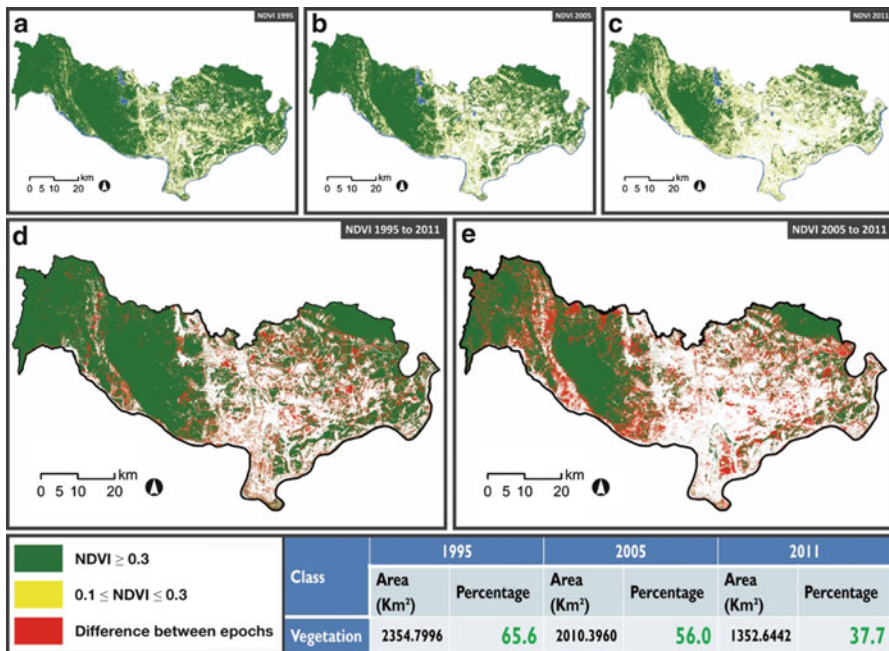 a
NDVI 1995
0 5 10 20 km
b
NDVI 2005
0 5 10 20 km
c
NDVI 2011
0 5 10 20 km
d
NDVI 1995 to 2011
km
0 5 10 20
e
NDVI 2005 to 2011
km
0 5 10 20
NDVI ≥ 0.3
0.1 ≤ NDVI ≤ 0.3
Difference between epochs
Class 1995 2005 2011
Area (Km²) Percentage Area (Km²) Percentage Area (Km²) Percentage
Vegetation 2354.7996 65.6 2010.3960 56.0 1352.6442 37.7